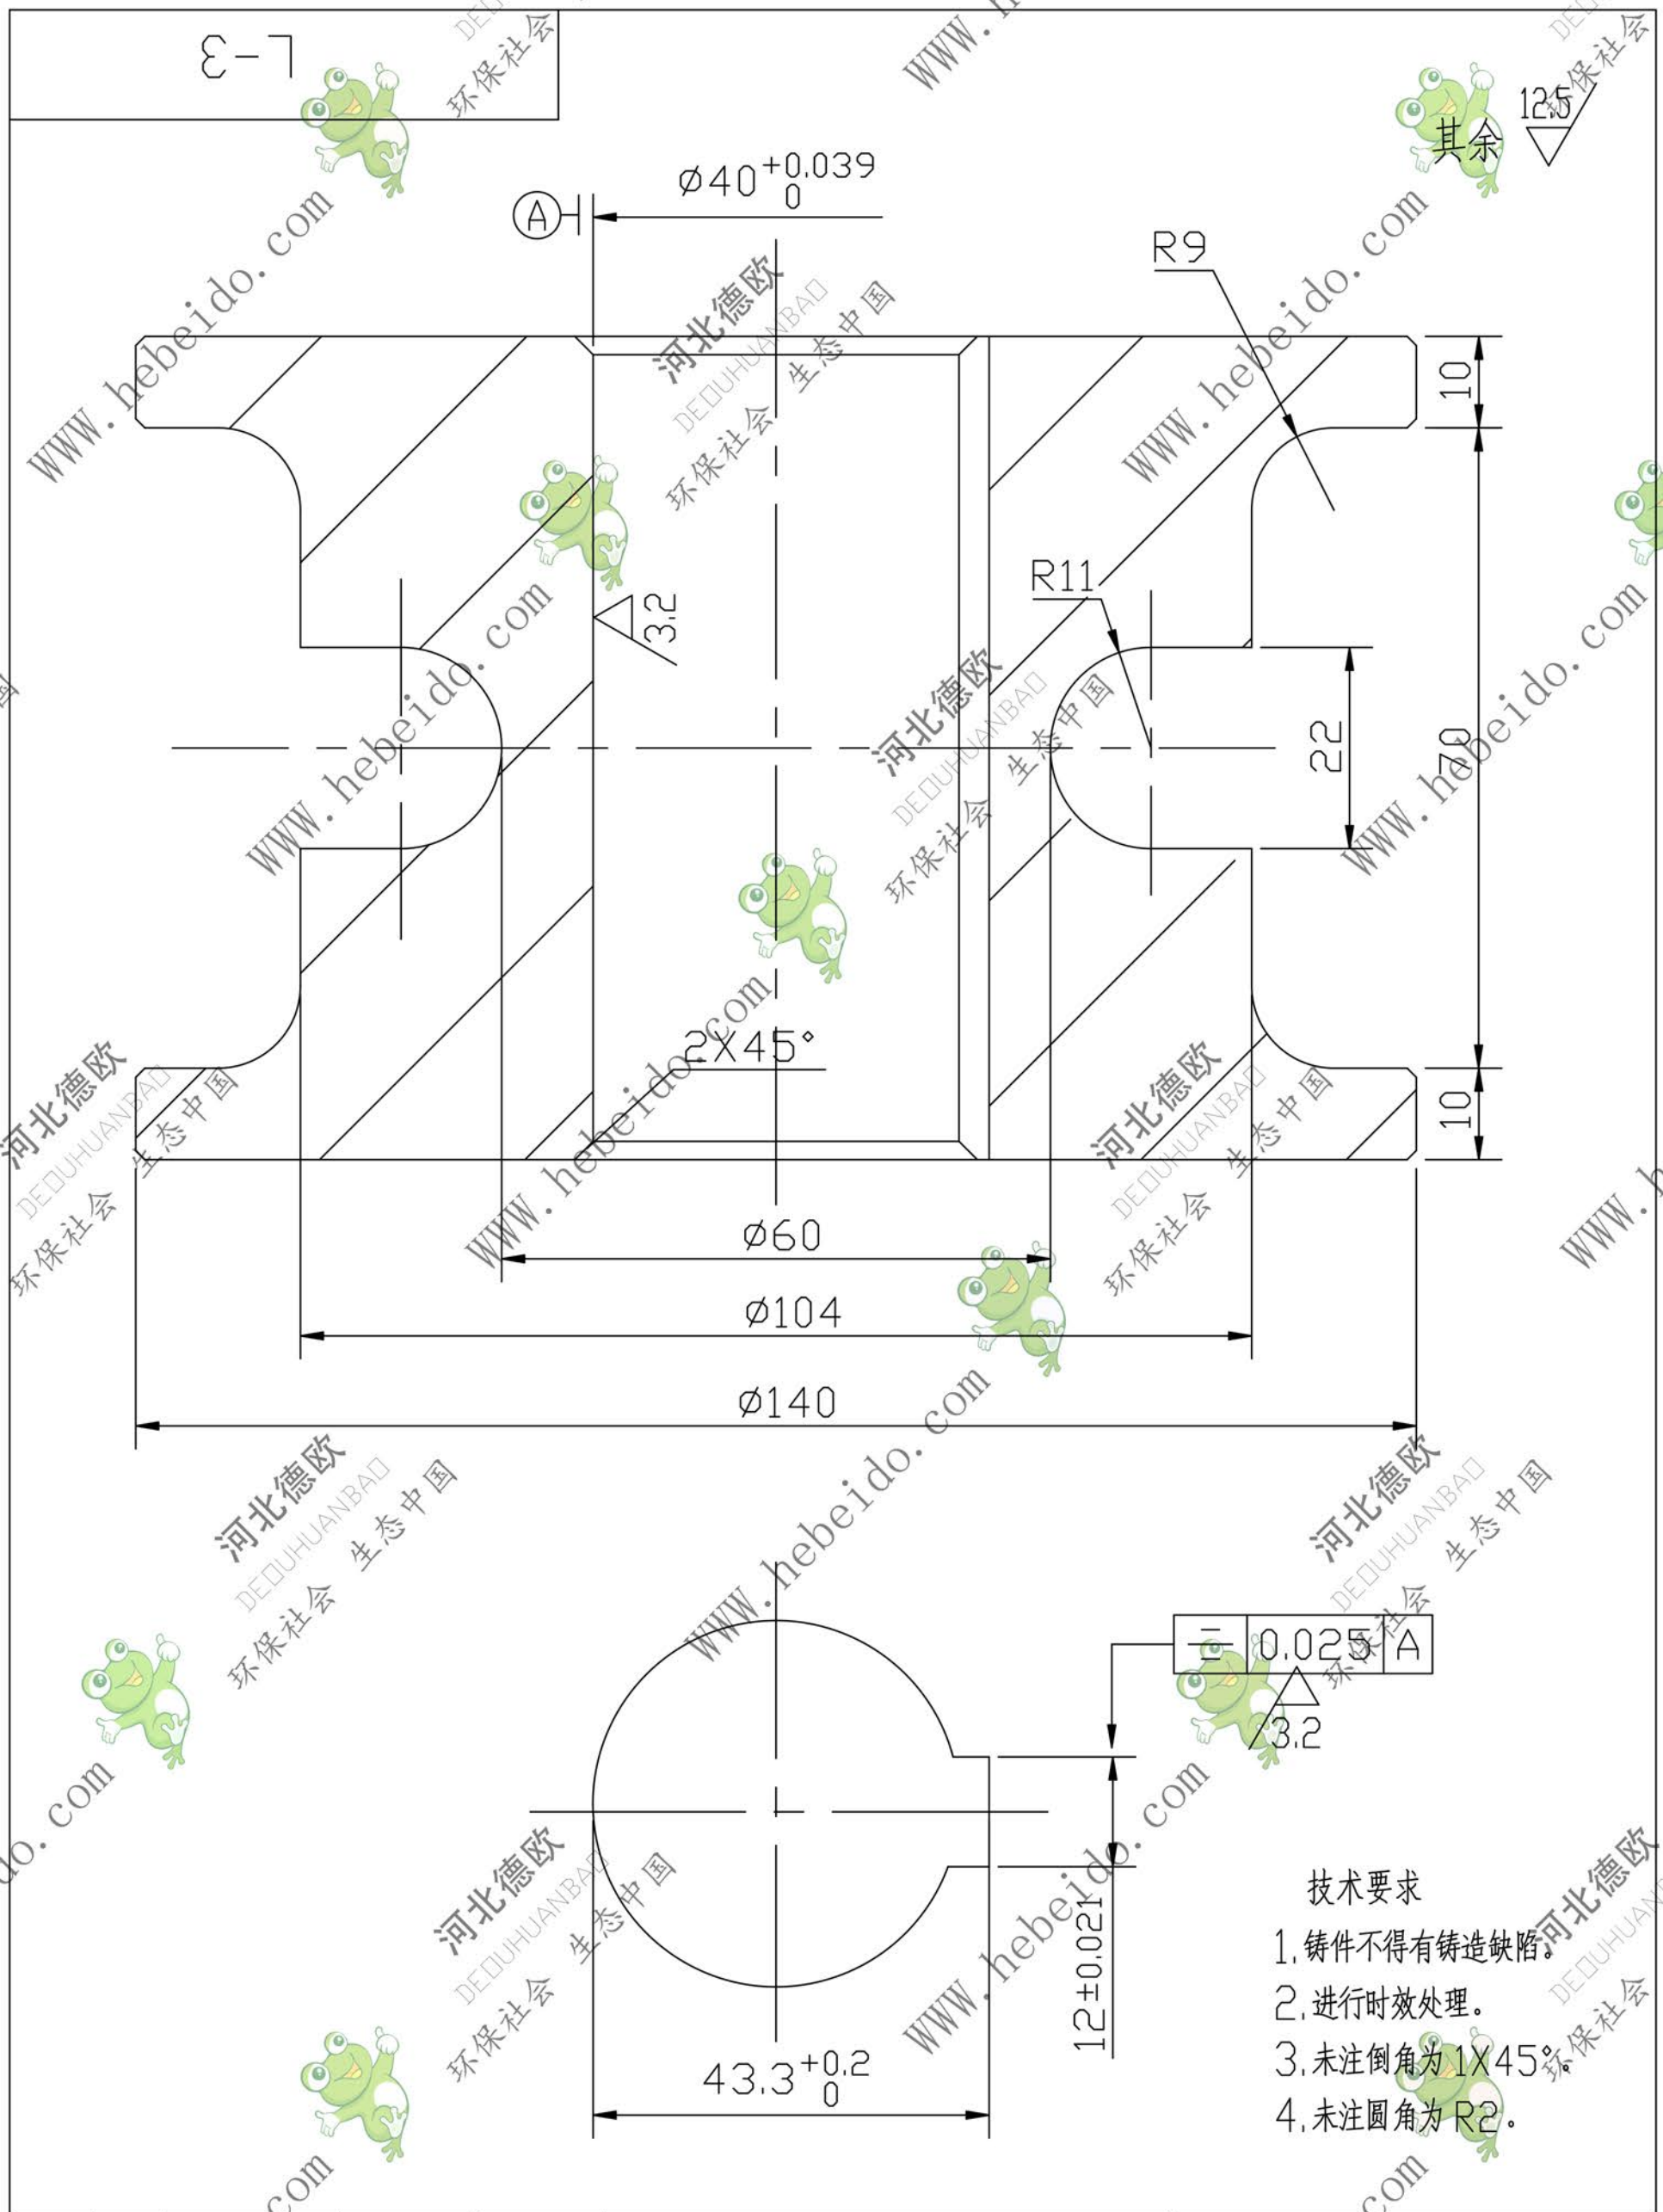 L-3
其余 12.5
Ø40 +0.039 0
A
R9
10
R11
3.2
22
70
2X45°
10
Ø60
Ø104
Ø140
0.025 A
3.2
12±0.021
43.3 +0.2 0
技术要求
1.铸件不得有铸造缺陷。
2.进行时效处理。
3.未注倒角为1X45°。
4.未注圆角为R2。
河北德欧
DEOUHUANBAO
环保社会 生态中国
WWW.hebeido.com